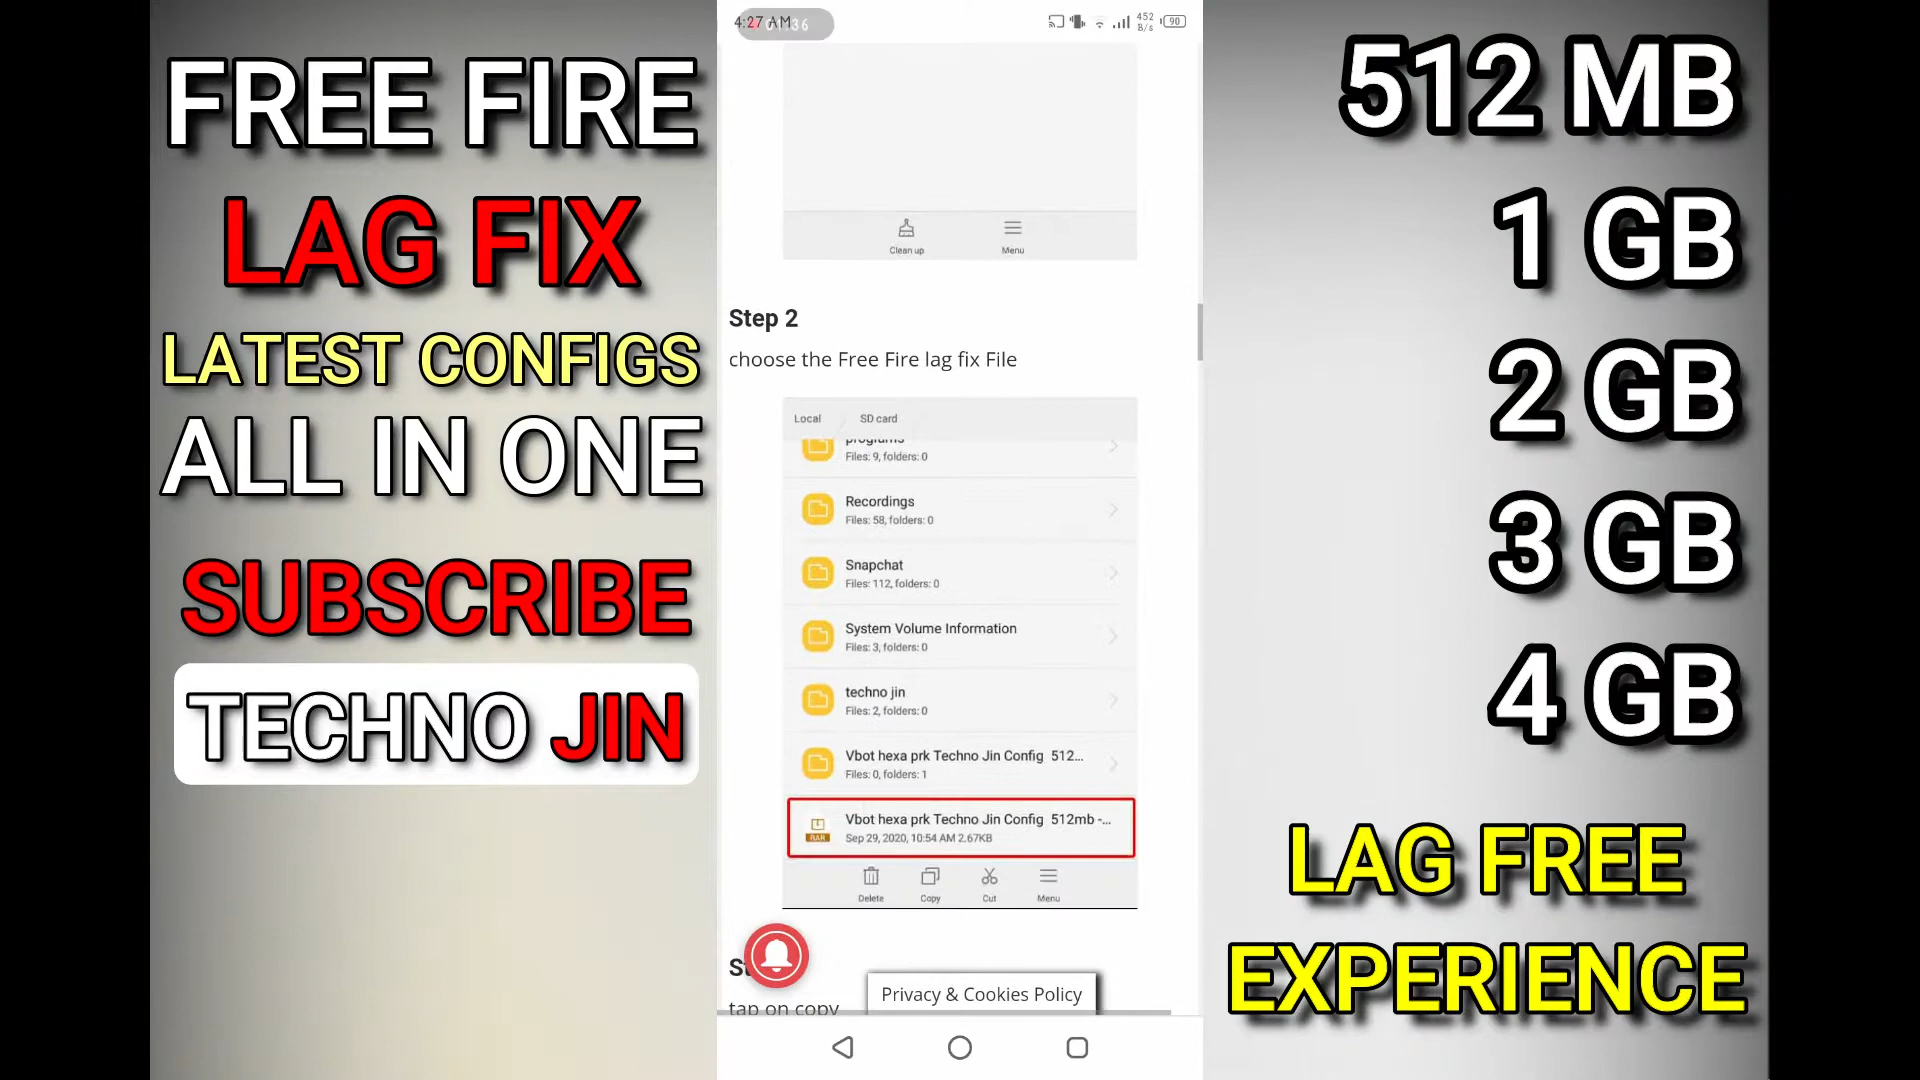 FREE FIRE
LAG FIX
LATEST CONFIGS
ALL IN ONE
SUBSCRIBE
TECHNO JIN
4:27 AM
452
B/s
90
Clean up
Menu
Step 2
choose the Free Fire lag fix File
Local
SD card
programs
Files: 9, folders: 0
Recordings
Files: 58, folders: 0
Snapchat
Files: 112, folders: 0
System Volume Information
Files: 3, folders: 0
techno jin
Files: 2, folders: 0
Vbot hexa prk Techno Jin Config 512...
Files: 0, folders: 1
RAR
Vbot hexa prk Techno Jin Config 512mb -...
Sep 29, 2020, 10:54 AM 2.67KB
Delete
Copy
Cut
Menu
tap on copy
Privacy & Cookies Policy
512 MB
1 GB
2 GB
3 GB
4 GB
LAG FREE
EXPERIENCE